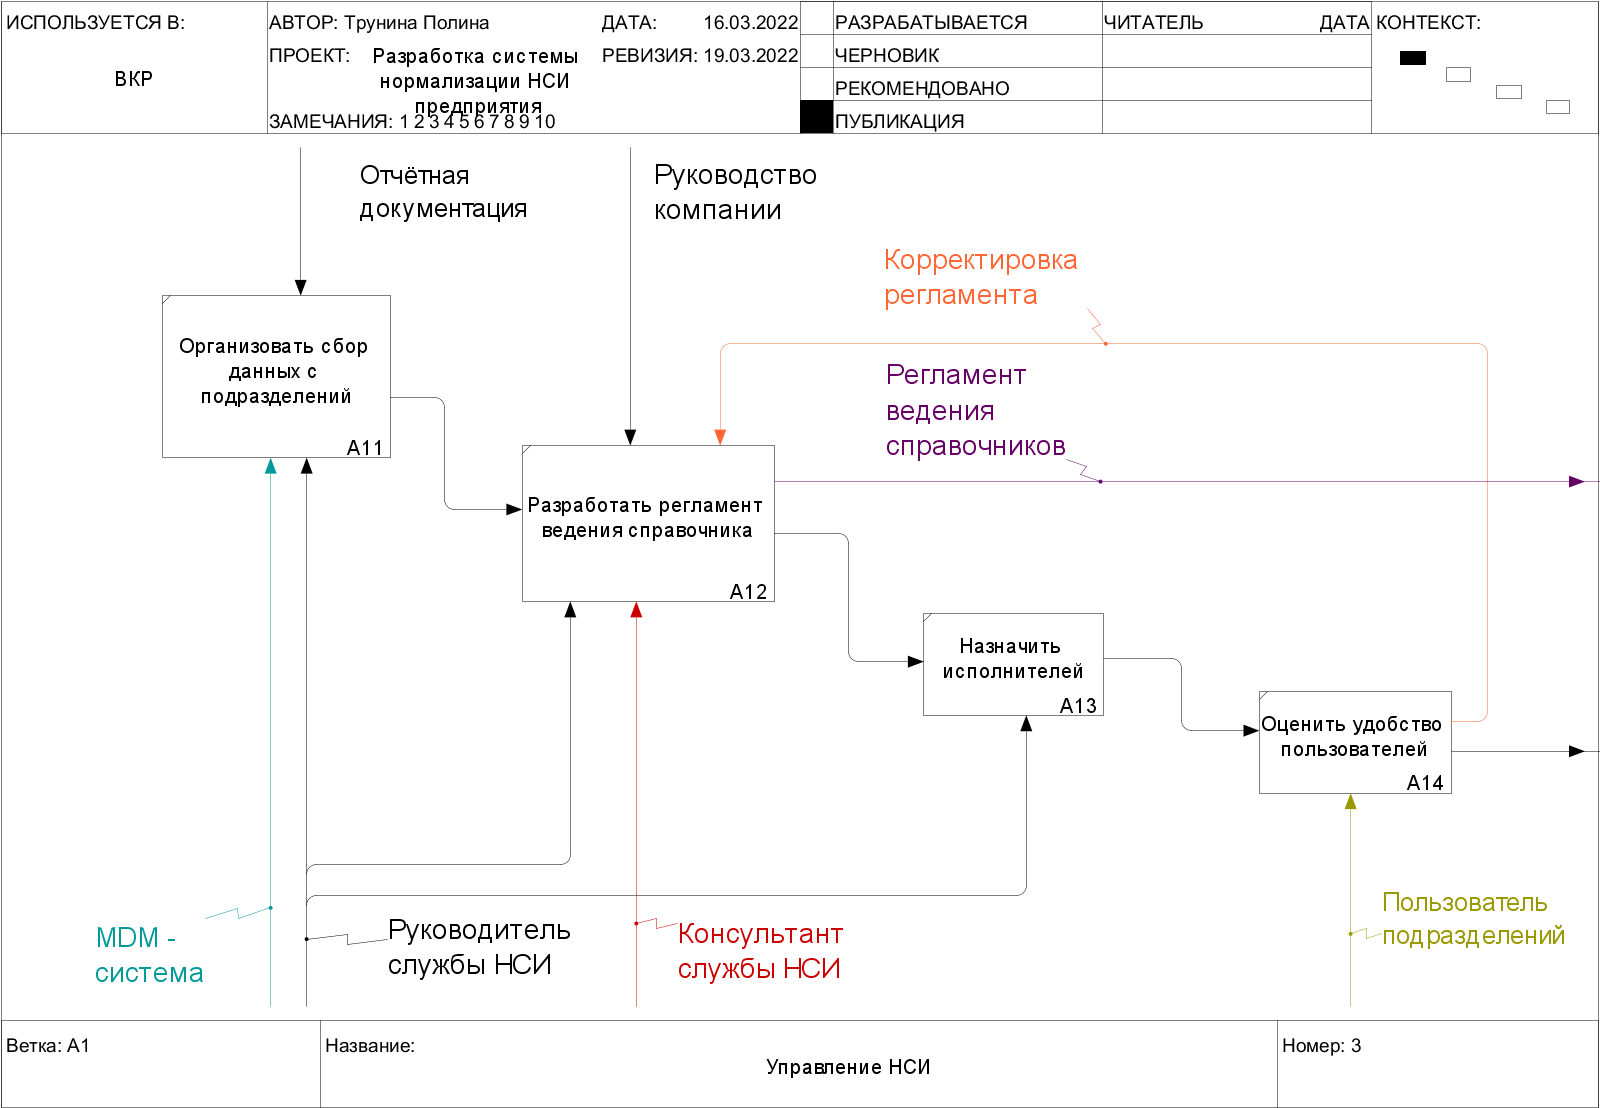 ИСПОЛЬЗУЕТСЯ В:
ВКР
АВТОР: Трунина Полина
ДАТА: 16.03.2022
ПРОЕКТ: Разработка системы
нормализации НСИ
предприятия
РЕВИЗИЯ: 19.03.2022
ЗАМЕЧАНИЯ: 1 2 3 4 5 6 7 8 9 10
РАЗРАБАТЫВАЕТСЯ
ЧЕРНОВИК
РЕКОМЕНДОВАНО
ПУБЛИКАЦИЯ
ЧИТАТЕЛЬ ДАТА
КОНТЕКСТ:
Отчётная
документация
Руководство
компании
Корректировка
регламента
Организовать сбор
данных с
подразделений
A11
Регламент
ведения
справочников
Разработать регламент
ведения справочника
A12
Назначить
исполнителей
A13
Оценить удобство
пользователей
A14
MDM -
система
Руководитель
службы НСИ
Консультант
службы НСИ
Пользователь
подразделений
Ветка: A1
Название:
Управление НСИ
Номер: 3